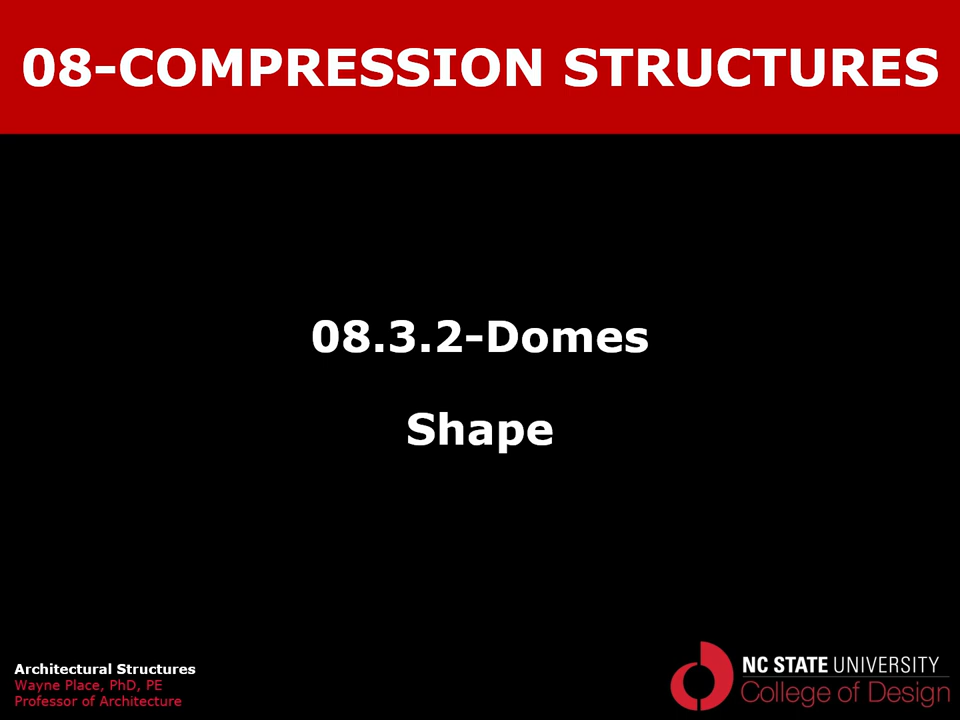 08-COMPRESSION STRUCTURES
08.3.2-Domes
Shape
Architectural Structures
Wayne Place, PhD, PE
Professor of Architecture
NC STATE UNIVERSITY
College of Design